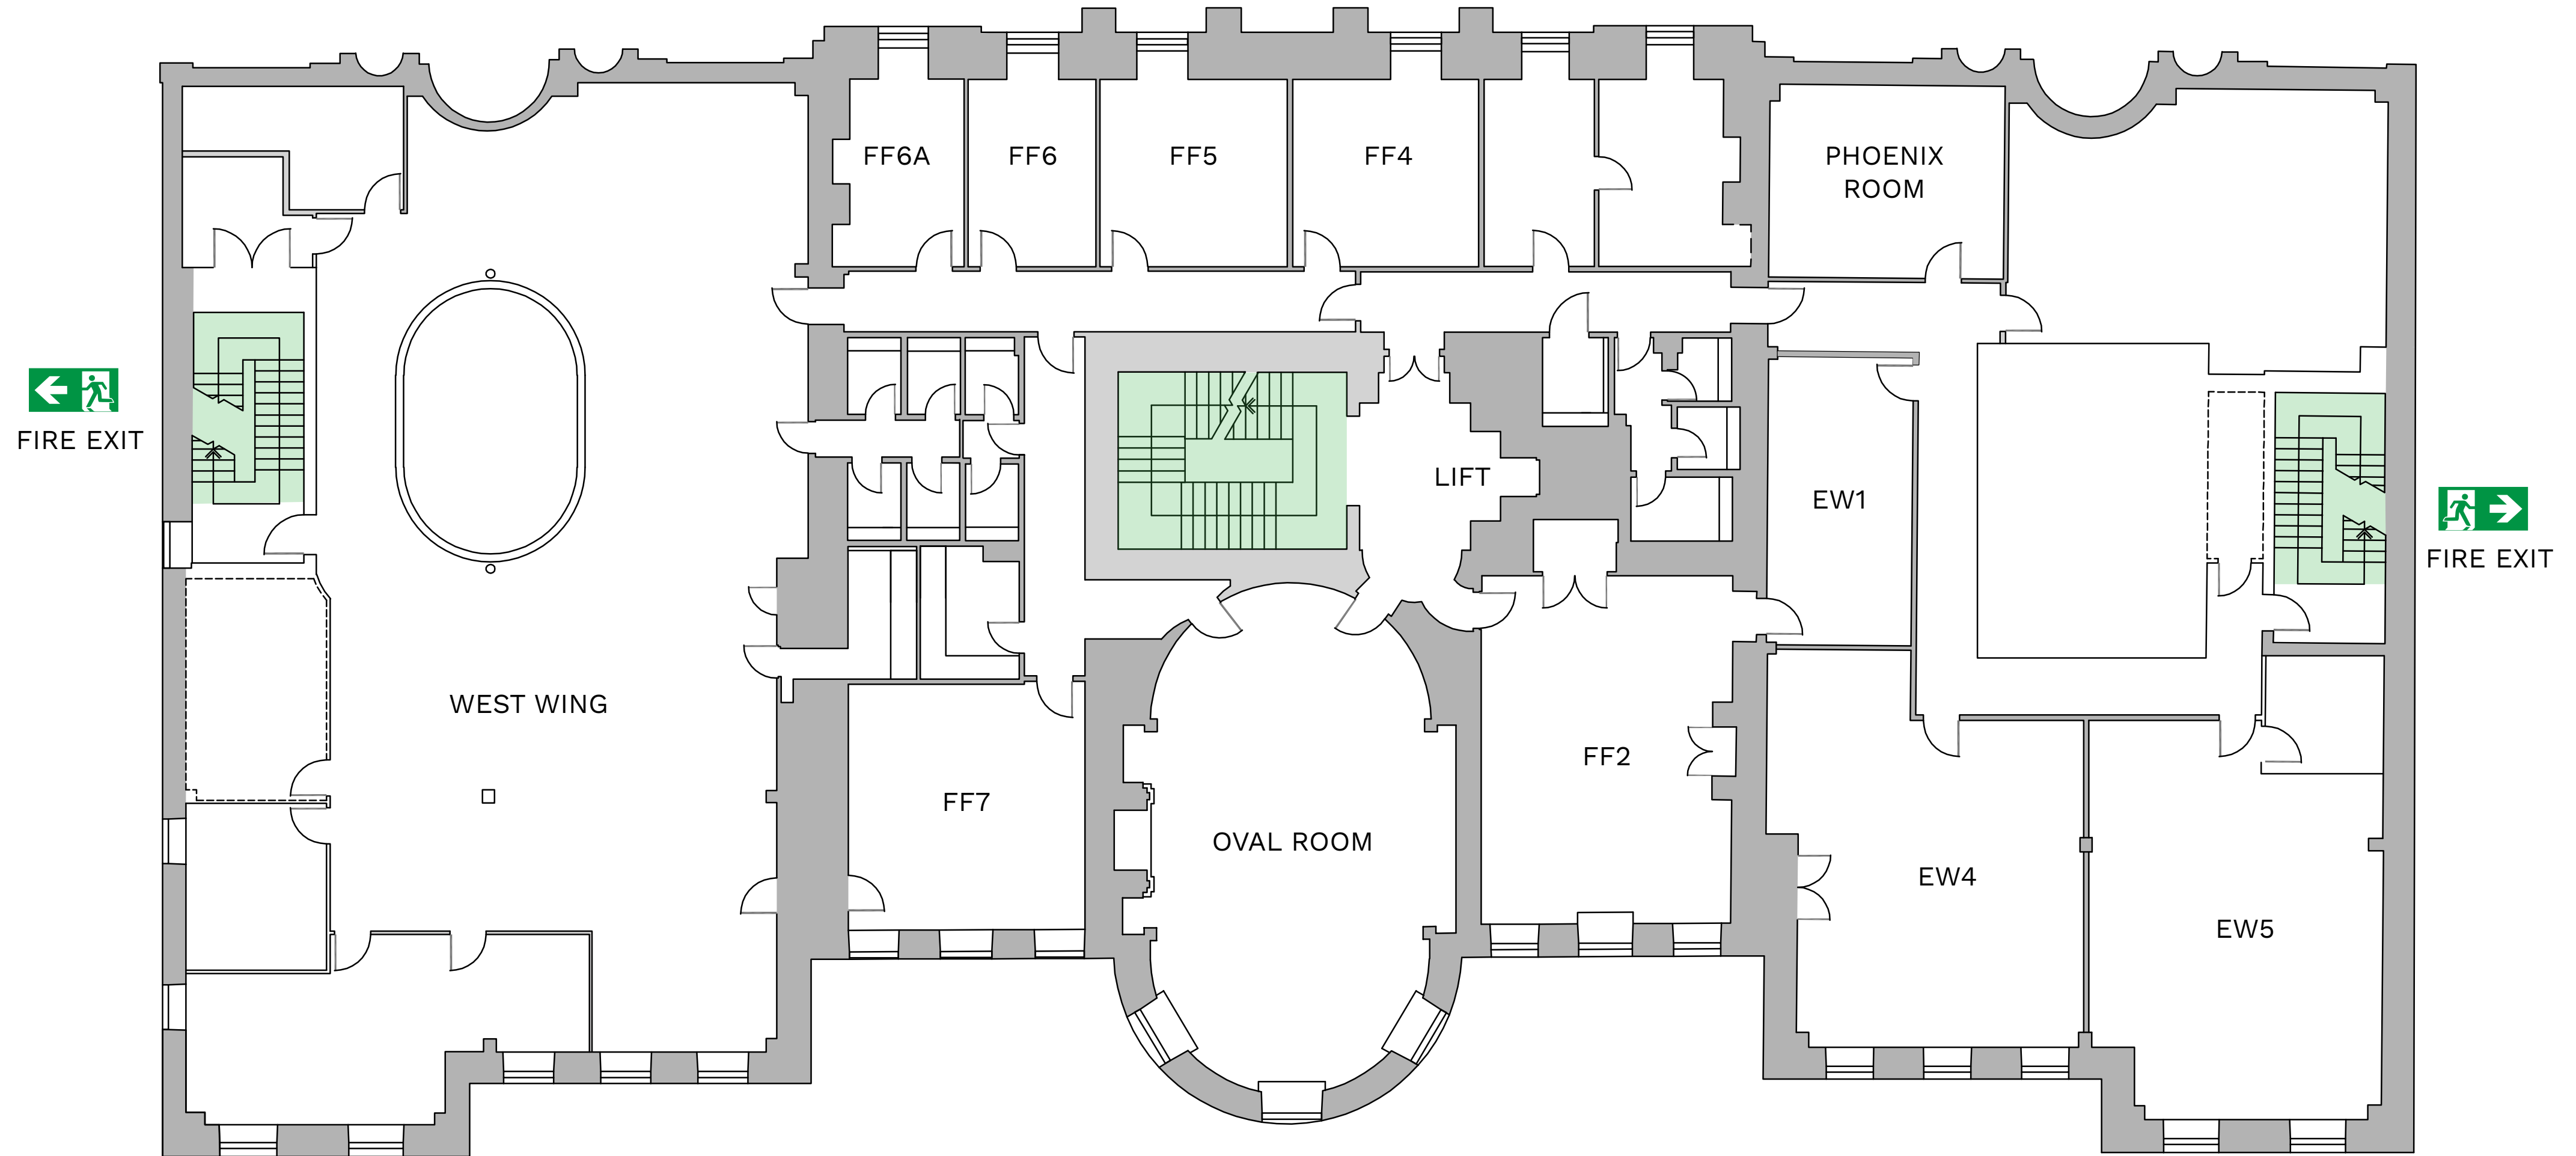 FF6A
FF6
FF5
FF4
PHOENIX
ROOM
FIRE EXIT
LIFT
EW1
FIRE EXIT
WEST WING
FF7
OVAL ROOM
FF2
EW4
EW5